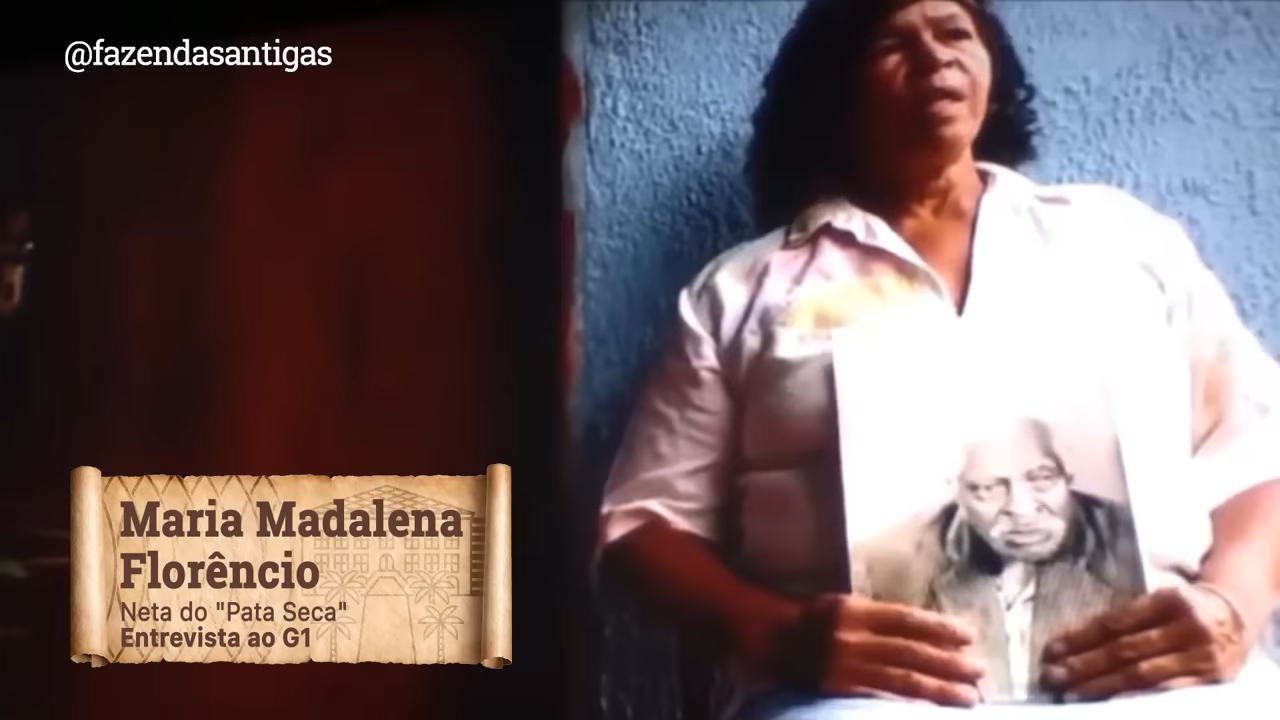 @fazendasantigas
Maria Madalena
Florêncio
Neta do "Pata Seca"
Entrevista ao G1